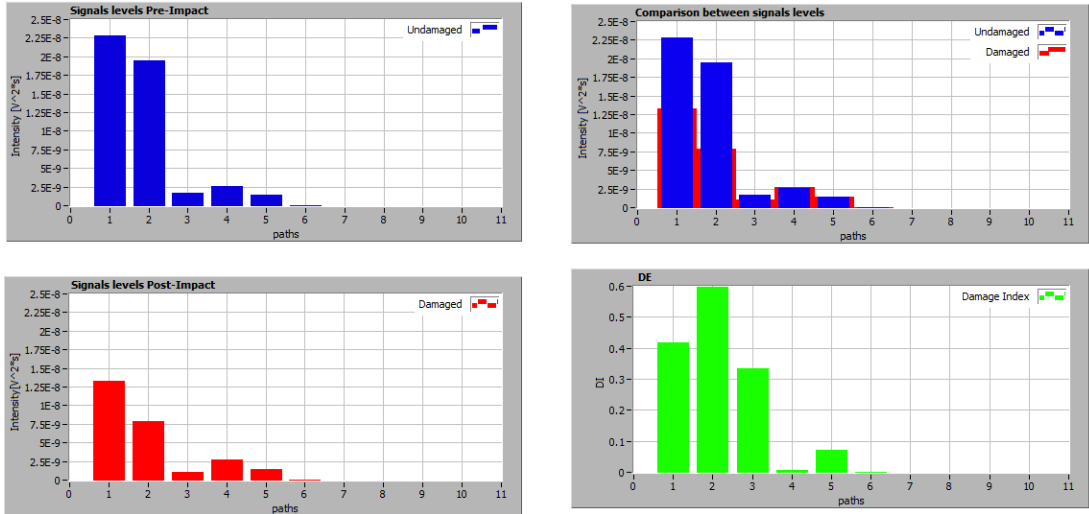 Signals levels Pre-Impact
Undamaged
Intensity [V^2*s]
2.5E-8
2.25E-8
2E-8
1.75E-8
1.5E-8
1.25E-8
1E-8
7.5E-9
5E-9
2.5E-9
0
0 1 2 3 4 5 6 7 8 9 10 11
paths
Comparison between signals levels
Undamaged
Damaged
Intensity [V^2*s]
2.5E-8
2.25E-8
2E-8
1.75E-8
1.5E-8
1.25E-8
1E-8
7.5E-9
5E-9
2.5E-9
0
0 1 2 3 4 5 6 7 8 9 10 11
paths
Signals levels Post-Impact
Damaged
Intensity[V^2*s]
2.5E-8
2.25E-8
2E-8
1.75E-8
1.5E-8
1.25E-8
1E-8
7.5E-9
5E-9
2.5E-9
0
0 1 2 3 4 5 6 7 8 9 10 11
paths
DE
Damage Index
DI
0.6
0.5
0.4
0.3
0.2
0.1
0
0 1 2 3 4 5 6 7 8 9 10 11
paths